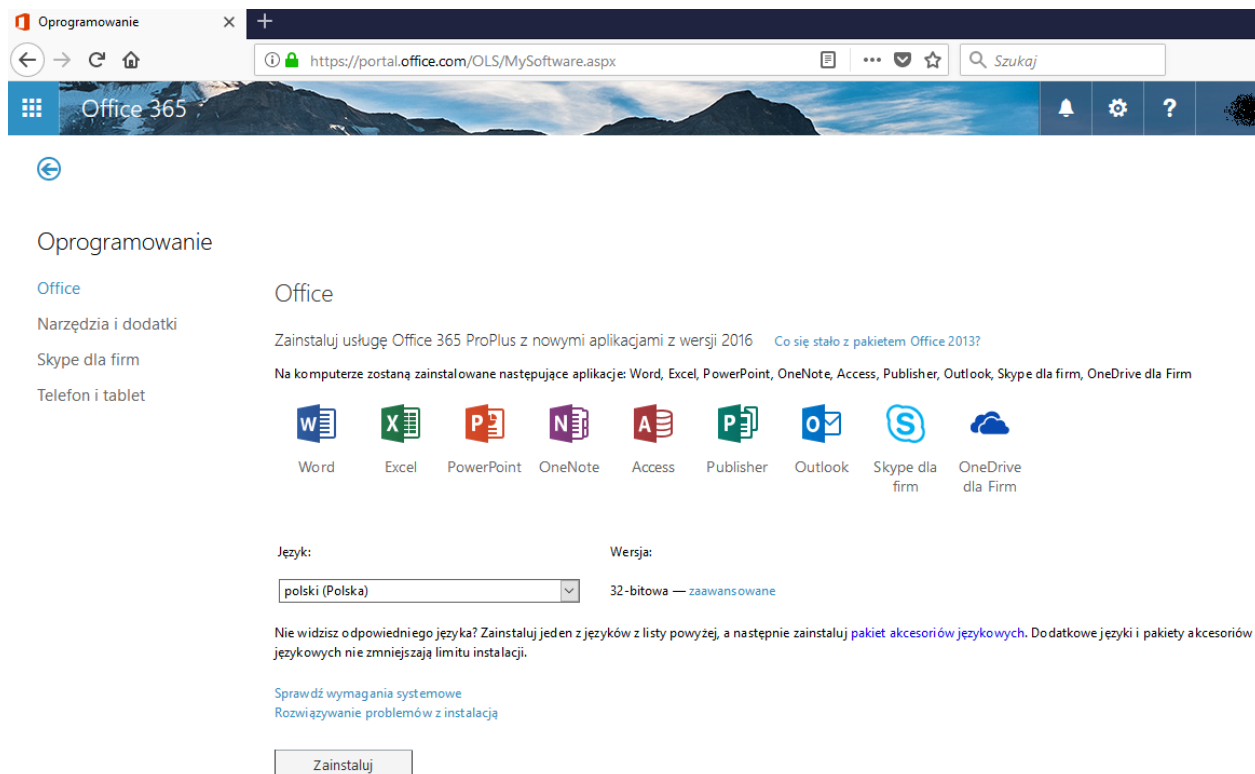 Oprogramowanie
https://portal.office.com/OLS/MySoftware.aspx
Szukaj
Office 365
?
Oprogramowanie
Office
Narzędzia i dodatki
Skype dla firm
Telefon i tablet
Office
Zainstaluj usługę Office 365 ProPlus z nowymi aplikacjami z wersji 2016 Co się stało z pakietem Office 2013?
Na komputerze zostaną zainstalowane następujące aplikacje: Word, Excel, PowerPoint, OneNote, Access, Publisher, Outlook, Skype dla firm, OneDrive dla Firm
Word Excel PowerPoint OneNote Access Publisher Outlook Skype dla firm OneDrive dla Firm
Język: Wersja:
polski (Polska) 32-bitowa — zaawansowane
Nie widzisz odpowiedniego języka? Zainstaluj jeden z języków z listy powyżej, a następnie zainstaluj pakiet akcesoriów językowych. Dodatkowe języki i pakiety akcesoriów
językowych nie zmniejszają limitu instalacji.
Sprawdź wymagania systemowe
Rozwiązywanie problemów z instalacją
Zainstaluj